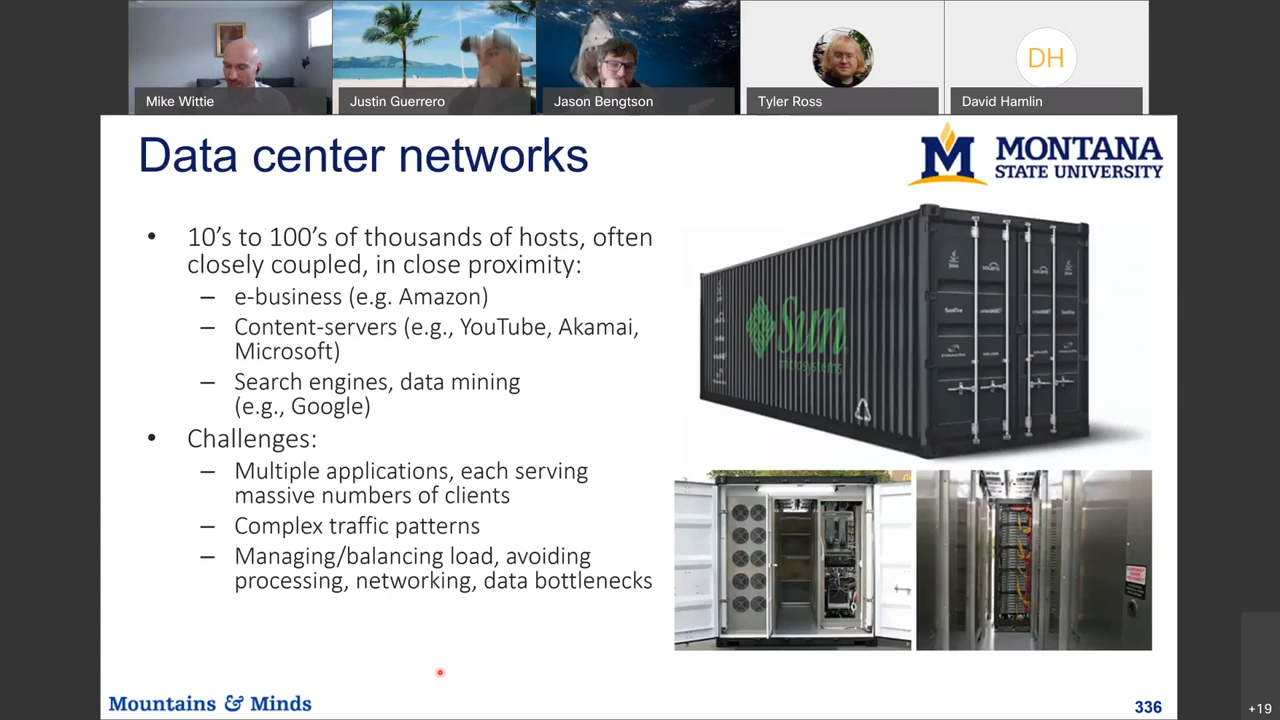 Mike Wittie
Justin Guerrero
Jason Bengtson
Tyler Ross
DH
David Hamlin
Data center networks
M MONTANA
STATE UNIVERSITY
• 10’s to 100’s of thousands of hosts, often
closely coupled, in close proximity:
– e-business (e.g. Amazon)
– Content-servers (e.g., YouTube, Akamai,
Microsoft)
– Search engines, data mining
(e.g., Google)
• Challenges:
– Multiple applications, each serving
massive numbers of clients
– Complex traffic patterns
– Managing/balancing load, avoiding
processing, networking, data bottlenecks
Sun
microsystems
Mountains & Minds
336
+19